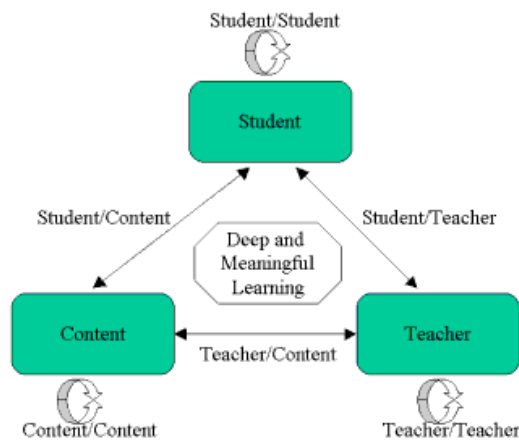 Student/Student
Student
Student/Content
Student/Teacher
Deep and
Meaningful
Learning
Content
Teacher
Teacher/Content
Content/Content
Teacher/Teacher